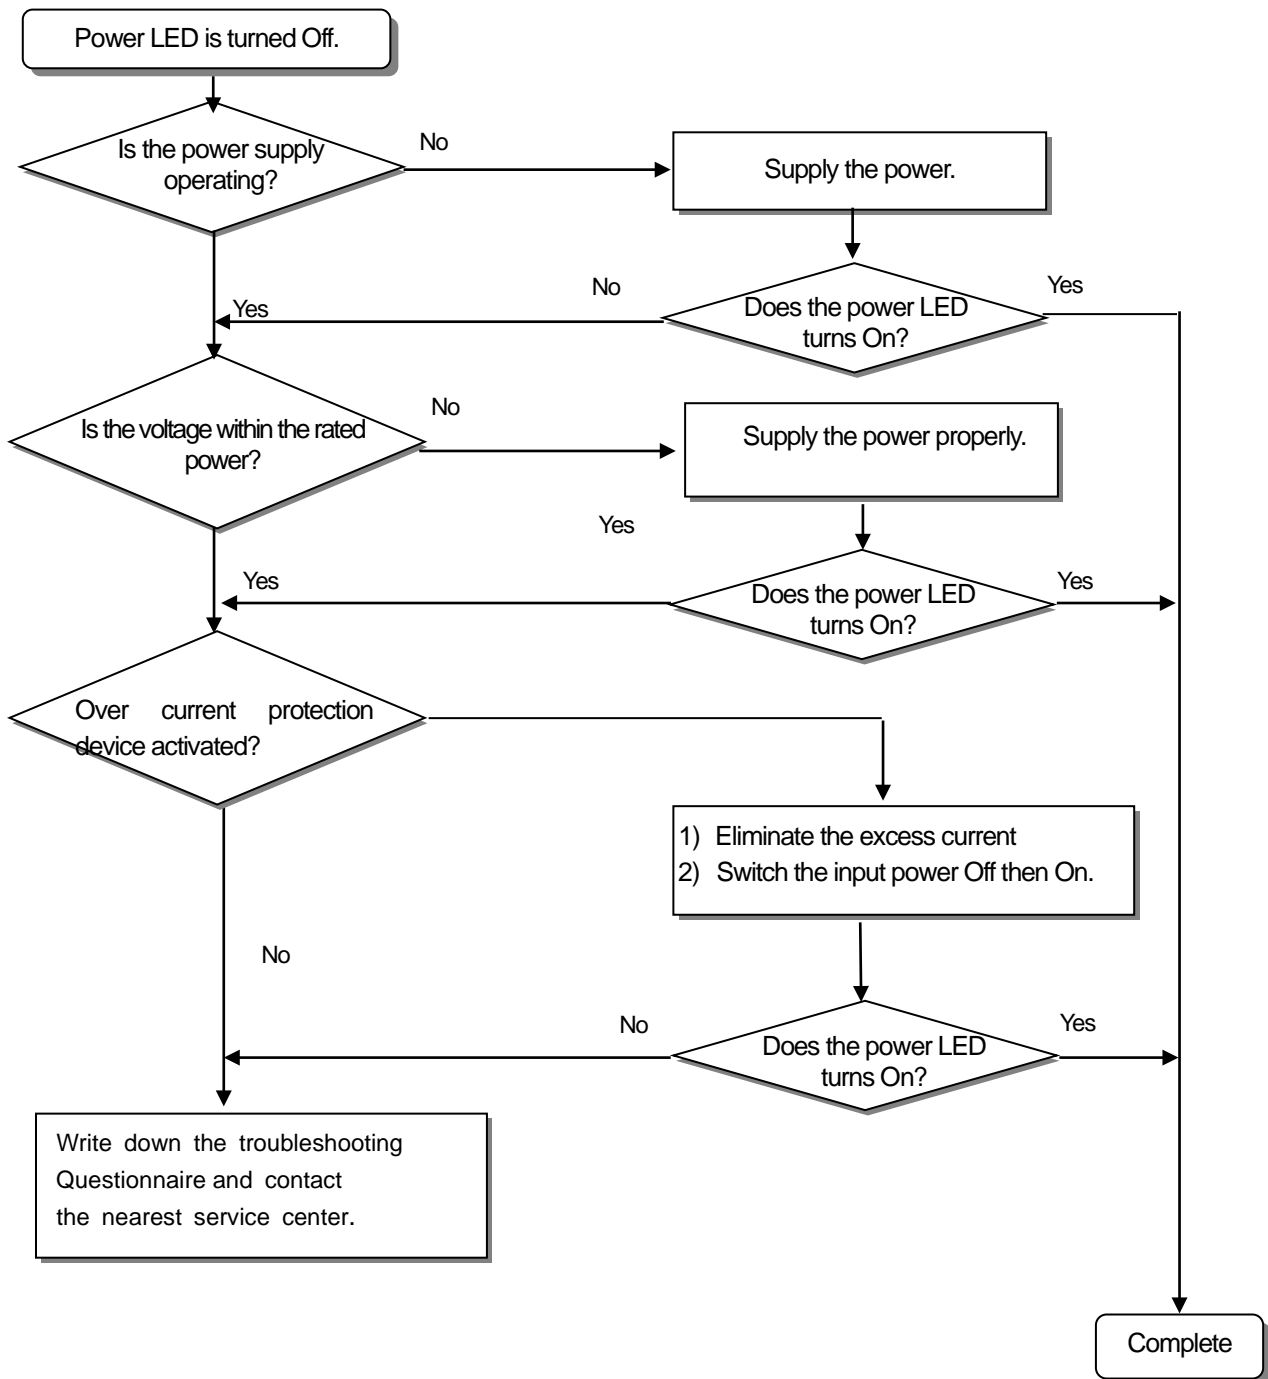 Power LED is turned Off.
Is the power supply
operating?
No
Supply the power.
No
Yes
Yes
Does the power LED
turns On?
Is the voltage within the rated
power?
No
Supply the power properly.
Yes
Yes
Yes
Does the power LED
turns On?
Over current protection
device activated?
1) Eliminate the excess current
2) Switch the input power Off then On.
No
No
Yes
Does the power LED
turns On?
Write down the troubleshooting
Questionnaire and contact
the nearest service center.
Complete